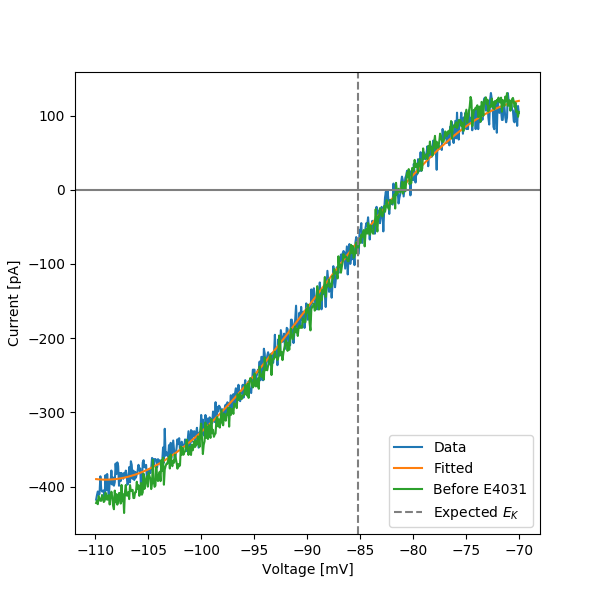 100
0
−100
−200
−300
−400
Current [pA]
−110 −105 −100 −95 −90 −85 −80 −75 −70
Voltage [mV]
Data
Fitted
Before E4031
Expected E_K